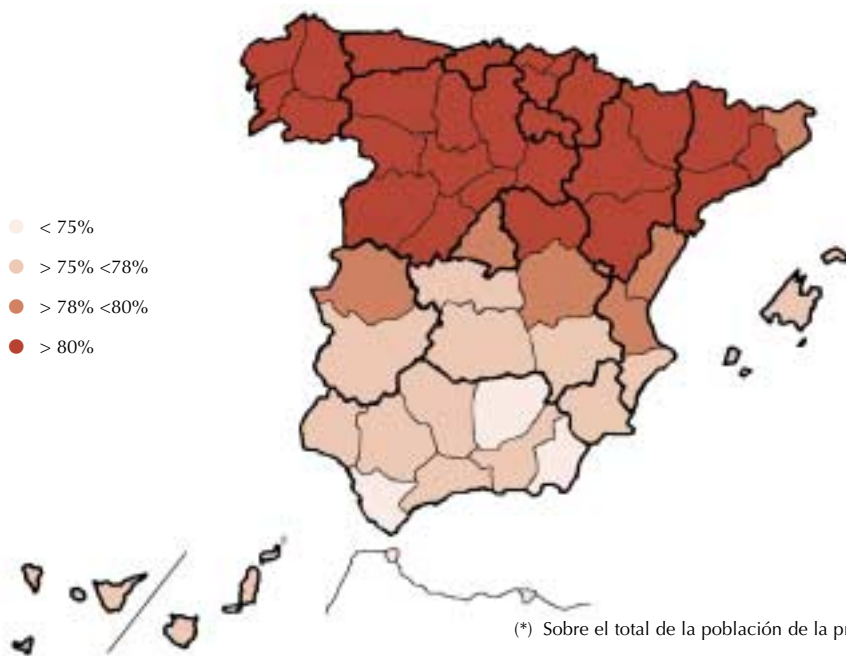 < 75%
> 75% <78%
> 78% <80%
> 80%
(*) Sobre el total de la población de la